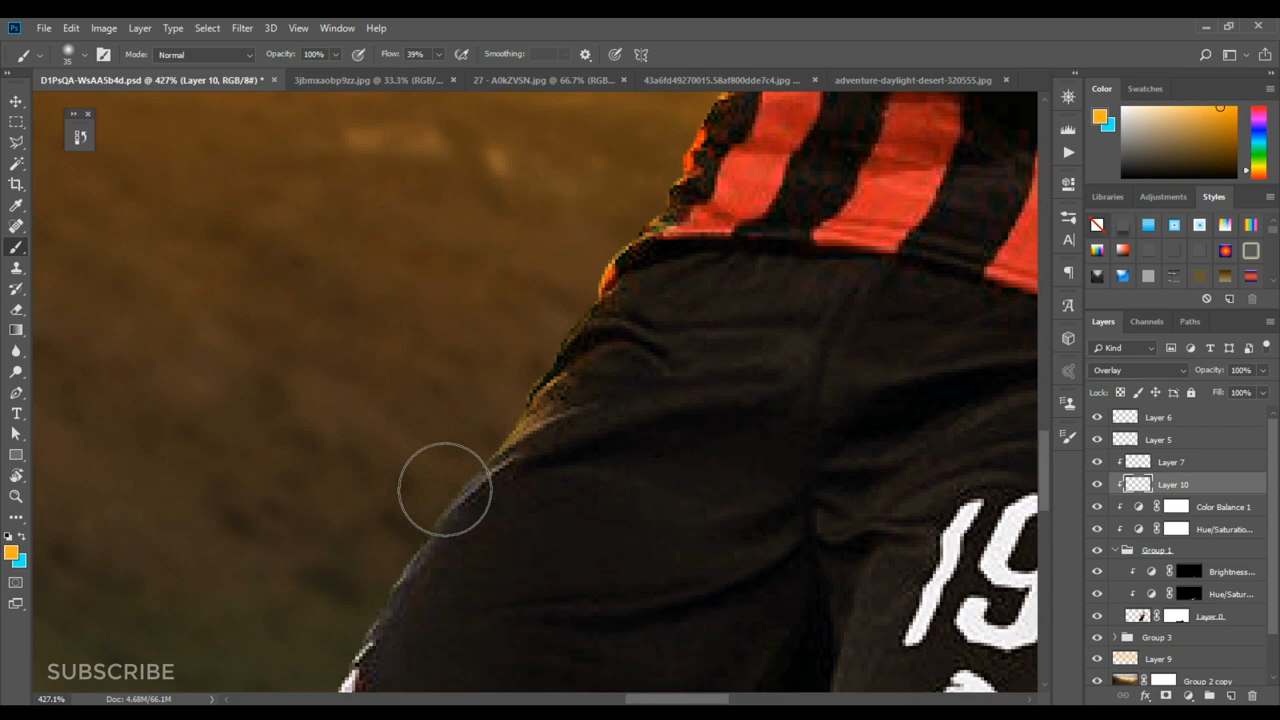 Ps File Edit Image Layer Type Select Filter 3D View Window Help
35 Mode: Normal Opacity: 100% Flow: 39% Smoothing:
D1PsQA-WsAA5b4d.psd @ 427% (Layer 10, RGB/8#) * × 3jbmxaobp9zz.jpg @ 33.3% (RGB/... × 27 - A0kZVSN.jpg @ 66.7% (RGB... × 43a6fd49270015.58af800dde7c4.jpg ... × adventure-daylight-desert-320555.jpg ×
Color Swatches
Libraries Adjustments Styles
Layers Channels Paths
Kind
Overlay Opacity: 100%
Lock: Fill: 100%
Layer 6
Layer 5
Layer 7
Layer 10
Color Balance 1
Hue/Saturatio...
Group 1
Brightness...
Hue/Satur...
Layer 0
Group 3
Layer 9
Group 2 copy
19
SUBSCRIBE
427.1% Doc: 4.68M/66.1M